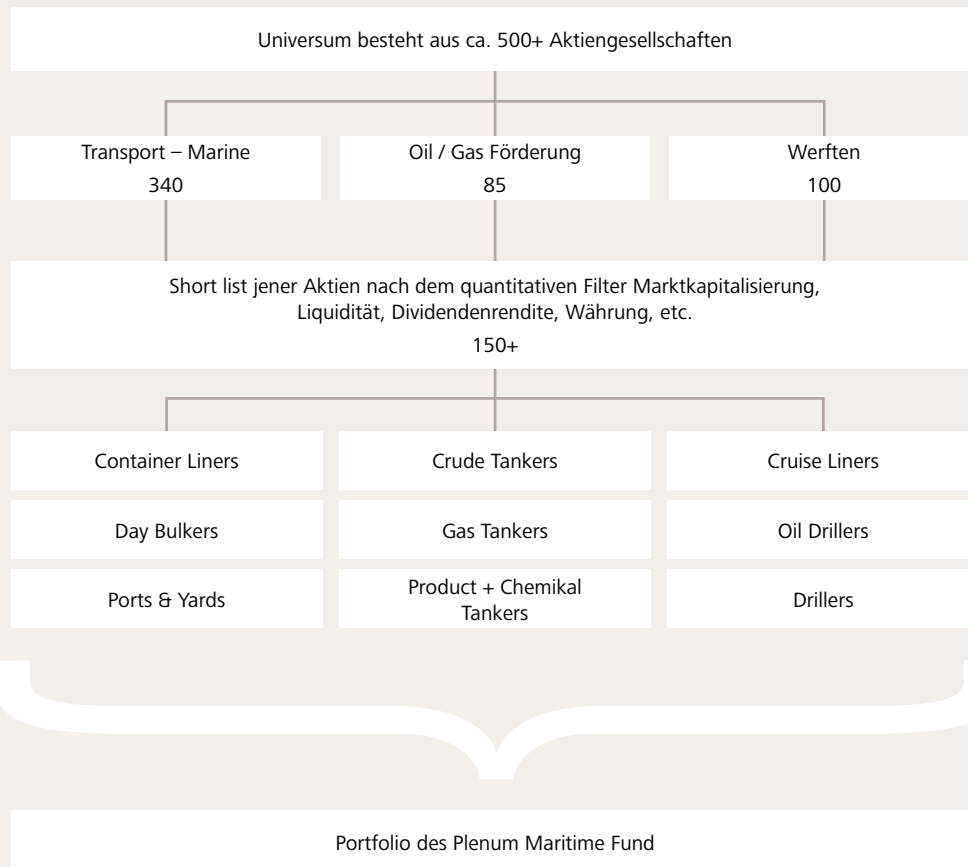 Universum besteht aus ca. 500+ Aktiengesellschaften
Transport – Marine
340
Oil / Gas Förderung
85
Werften
100
Short list jener Aktien nach dem quantitativen Filter Marktkapitalisierung,
Liquidität, Dividendenrendite, Währung, etc.
150+
Container Liners
Crude Tankers
Cruise Liners
Day Bulkers
Gas Tankers
Oil Drillers
Ports & Yards
Product + Chemikal
Tankers
Drillers
Portfolio des Plenum Maritime Fund